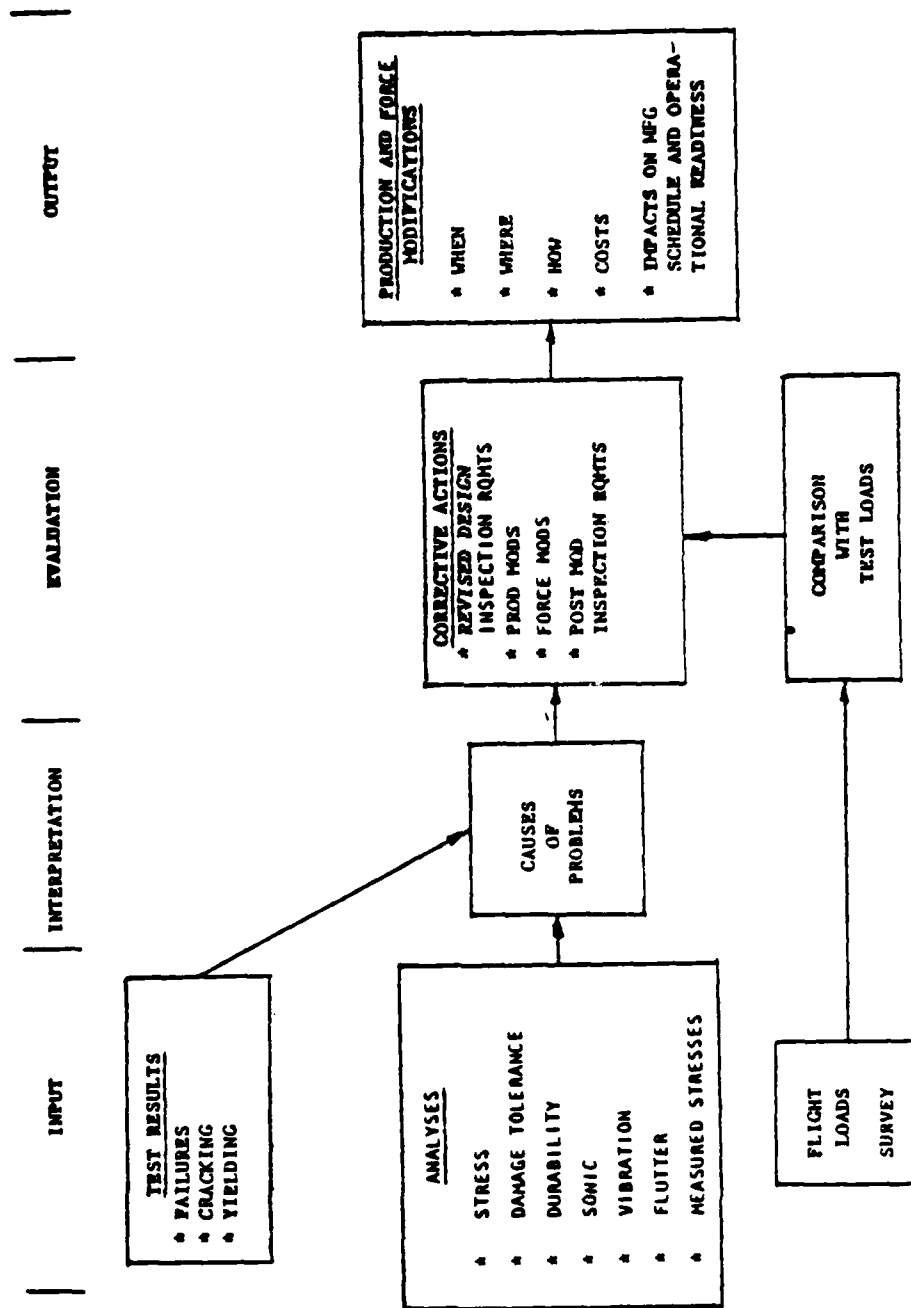 INPUT
INTERPRETATION
EVALUATION
OUTPUT
TEST RESULTS
* FAILURES
* CRACKING
* YIELDING
ANALYSES
* STRESS
* DAMAGE TOLERANCE
* DURABILITY
* SONIC
* VIBRATION
* FLUTTER
* MEASURED STRESSES
FLIGHT
LOADS
SURVEY
CAUSES
OF
PROBLEMS
CORRECTIVE ACTIONS
* REVISED DESIGN
INSPECTION RQMTS
* PROD MODS
* FORCE MODS
* POST MOD
INSPECTION RQMTS
COMPARISON
WITH
TEST LOADS
PRODUCTION AND FORCE
MODIFICATIONS
* WHEN
* WHERE
* HOW
* COSTS
* IMPACTS ON MFG
SCHEDULE AND OPERA-
TIONAL READINESS